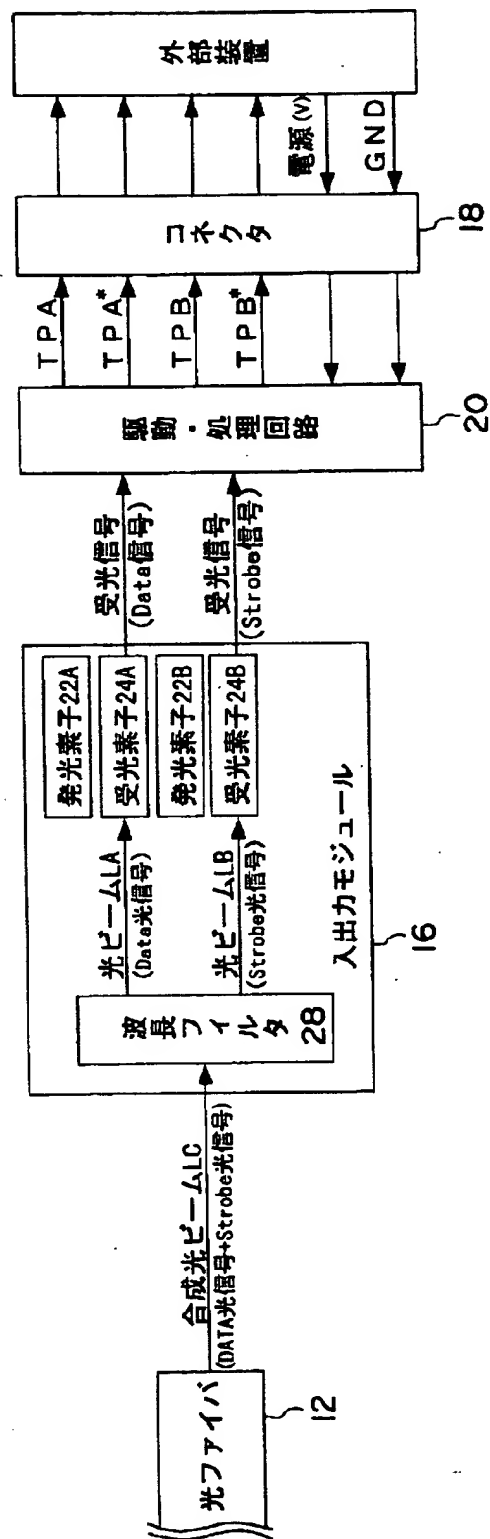 光ファイバ
12
合成光ビームLC
(DATA光信号+Strobe光信号)
波長フィルタ
28
光ビームLA
(Data光信号)
光ビームLB
(Strobe光信号)
発光素子22A
受光素子24A
発光素子22B
受光素子24B
入出力モジュール
16
受光信号
(Data信号)
受光信号
(Strobe信号)
駆動・処理回路
20
TPA
TPA*
TPB
TPB*
コネクタ
18
電源(V)
GND
外部装置